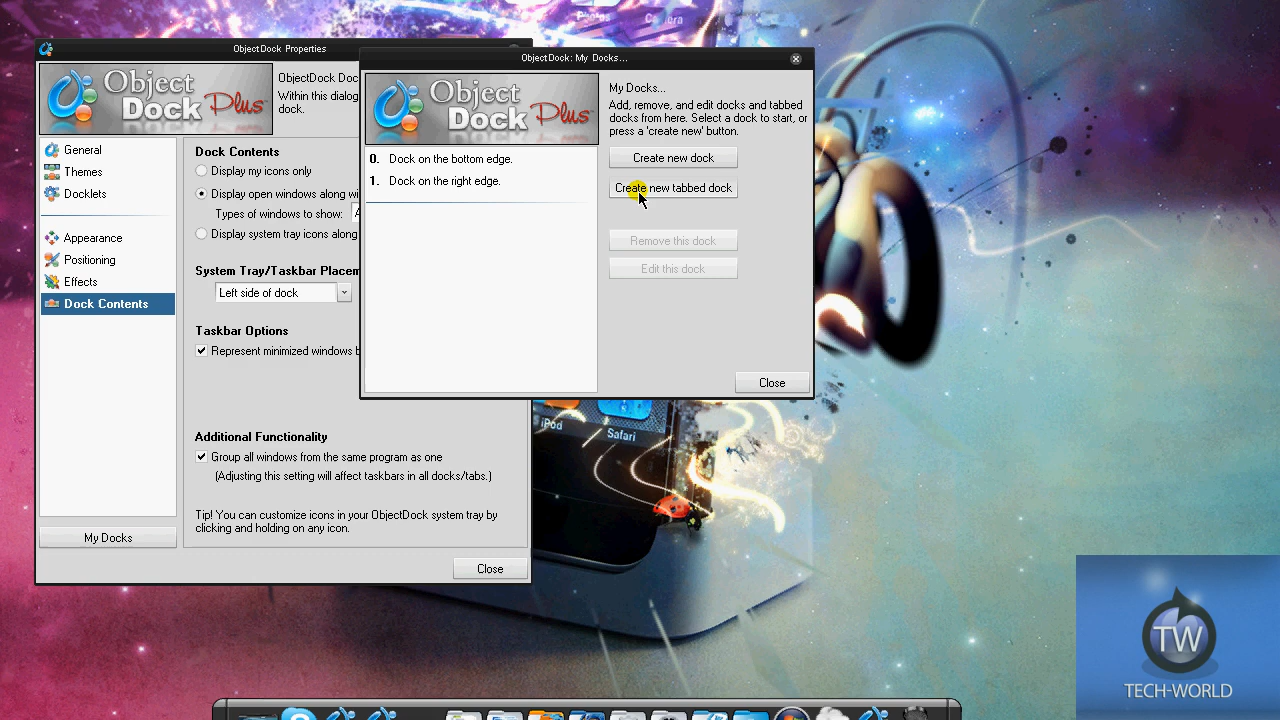 Photos
Camera
ObjectDock Properties
Object
Dock Plus
ObjectDock Doc
Within this dialog
dock.
General
Themes
Docklets
Appearance
Positioning
Effects
Dock Contents
My Docks
Dock Contents
Display my icons only
Display open windows along wi
Types of windows to show: A
Display system tray icons along
System Tray/Taskbar Placem
Left side of dock
Taskbar Options
Represent minimized windows b
Additional Functionality
Group all windows from the same program as one
(Adjusting this setting will affect taskbars in all docks/tabs.)
Tip! You can customize icons in your ObjectDock system tray by
clicking and holding on any icon.
Close
ObjectDock: My Docks...
Object
Dock Plus
0. Dock on the bottom edge.
1. Dock on the right edge.
My Docks...
Add, remove, and edit docks and tabbed
docks from here. Select a dock to start, or
press a 'create new' button.
Create new dock
Create new tabbed dock
Remove this dock
Edit this dock
Close
iPod
Safari
TW
TECH-WORLD